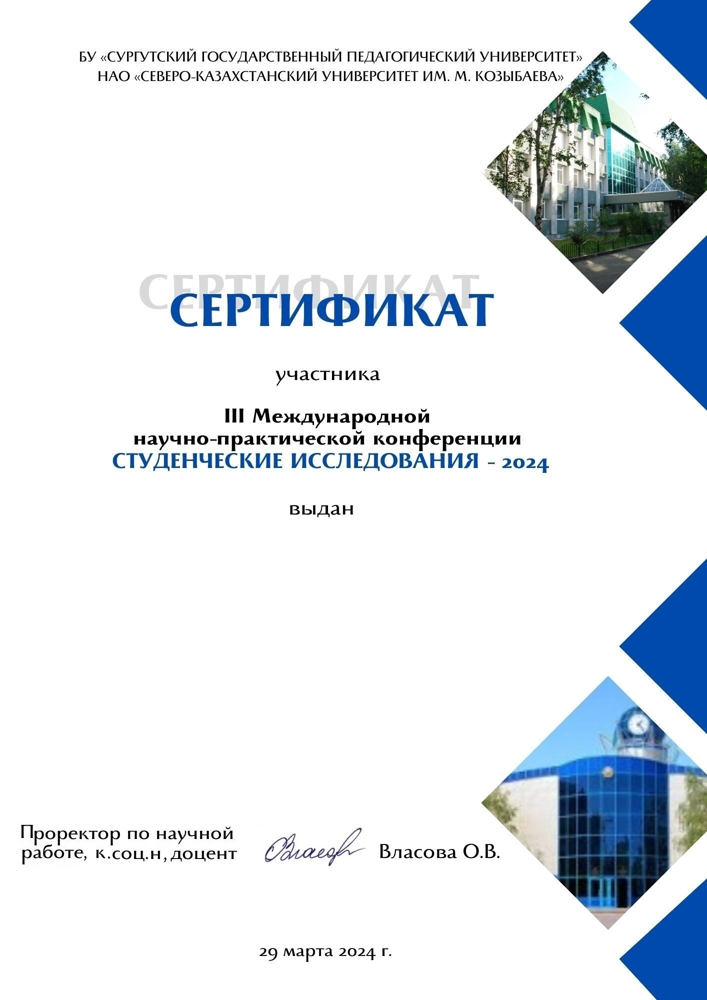 БУ «СУРГУТСКИЙ ГОСУДАРСТВЕННЫЙ ПЕДАГОГИЧЕСКИЙ УНИВЕРСИТЕТ»
НАО «СЕВЕРО-КАЗАХСТАНСКИЙ УНИВЕРСИТЕТ ИМ. М. КОЗЫБАЕВА»
СЕРТИФИКАТ
СЕРТИФИКАТ
участника
III Международной
научно-практической конференции
СТУДЕНЧЕСКИЕ ИССЛЕДОВАНИЯ - 2024
выдан
Проректор по научной
работе, к.соц.н, доцент
Власова О.В.
29 марта 2024 г.